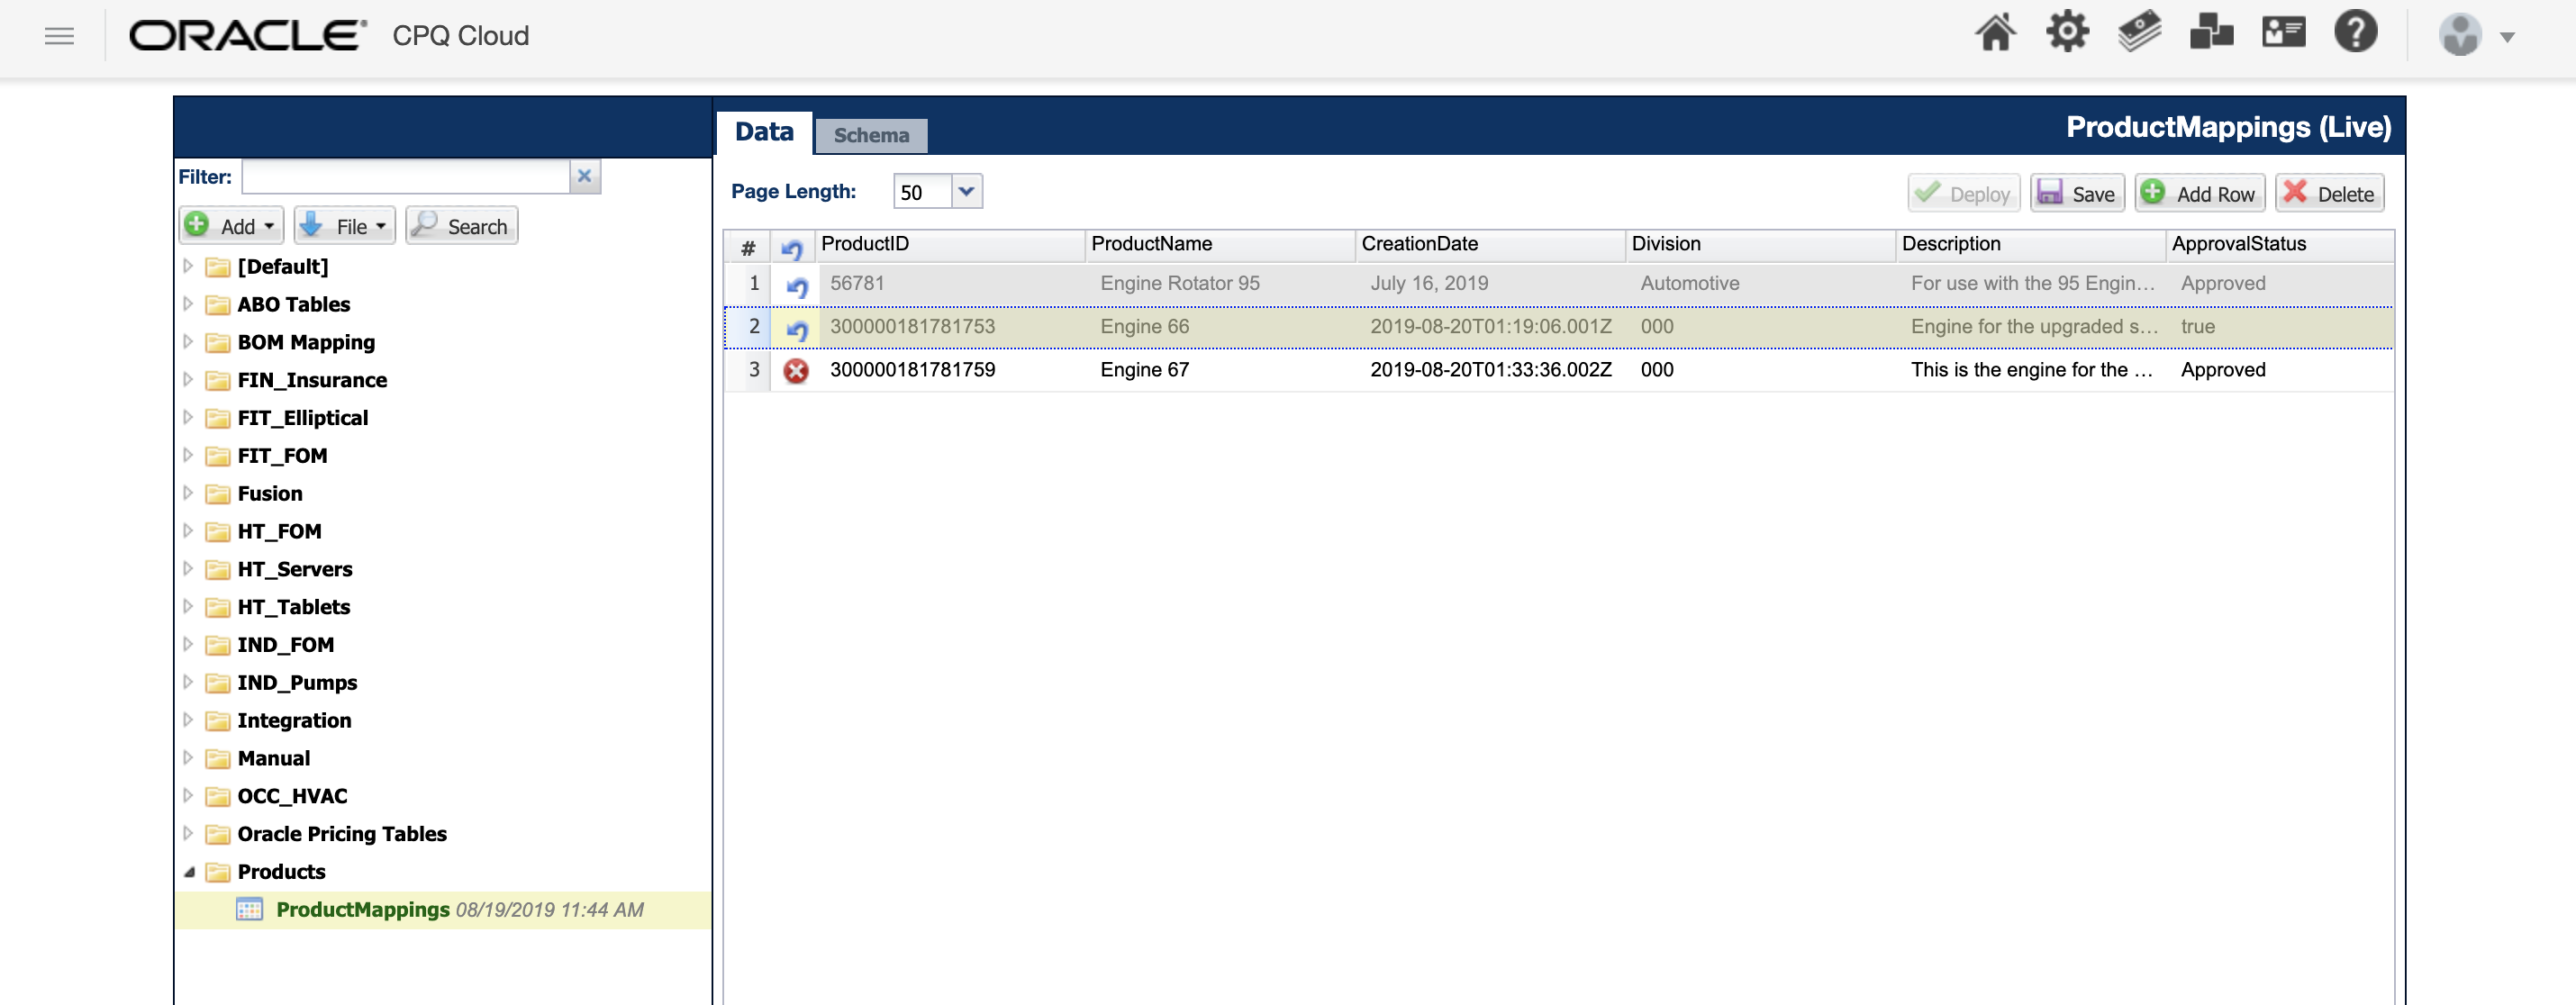 ORACLE® CPQ Cloud
Data Schema ProductMappings (Live)
Filter:
Add File Search
Page Length: 50 Deploy Save Add Row Delete
# ProductID ProductName CreationDate Division Description ApprovalStatus
1 56781 Engine Rotator 95 July 16, 2019 Automotive For use with the 95 Engin... Approved
2 300000181781753 Engine 66 2019-08-20T01:19:06.001Z 000 Engine for the upgraded s... true
3 300000181781759 Engine 67 2019-08-20T01:33:36.002Z 000 This is the engine for the ... Approved
[Default]
ABO Tables
BOM Mapping
FIN_Insurance
FIT_Elliptical
FIT_FOM
Fusion
HT_FOM
HT_Servers
HT_Tablets
IND_FOM
IND_Pumps
Integration
Manual
OCC_HVAC
Oracle Pricing Tables
Products
ProductMappings 08/19/2019 11:44 AM